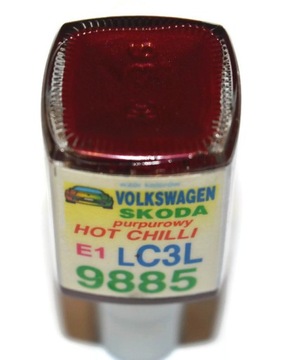 VOLKSWAGEN
SKODA
purpurowy
HOT CHILLI
E1 LC3L
9885